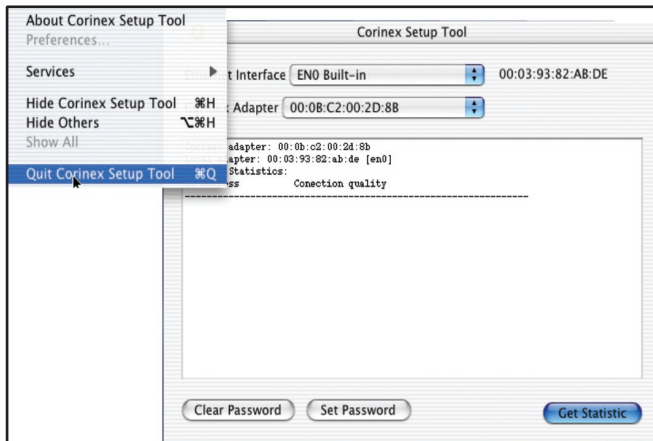 About Corinex Setup Tool
Preferences...
Services
Hide Corinex Setup Tool ⌘H
Hide Others ⌥⌘H
Show All
Quit Corinex Setup Tool ⌘Q
Corinex Setup Tool
t Interface EN0 Built-in 00:03:93:82:AB:DE
Adapter 00:0B:C2:00:2D:8B
adapter: 00:0b:c2:00:2d:8b
apter: 00:03:93:82:ab:de [en0]
Statistics:
ss Conection quality
Clear Password Set Password Get Statistic